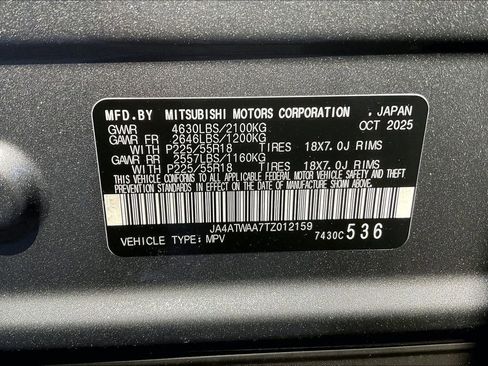 MFD.BY MITSUBISHI MOTORS CORPORATION , JAPAN
GVWR 4630LBS/2100KG OCT 2025
GAWR FR 2646LBS/1200KG
WITH P225/55R18 TIRES 18X7.0J RIMS
GAWR RR 2557LBS/1160KG
WITH P225/55R18 TIRES 18X7.0J RIMS
THIS VEHICLE CONFORMS TO ALL APPLICABLE FEDERAL MOTOR VEHICLE SAFETY AND THEFT
PREVENTION STANDARDS IN EFFECT ON THE DATE OF MANUFACTURE SHOWN ABOVE.
JA4ATWAA7TZ012159
VEHICLE TYPE: MPV 7430C 536